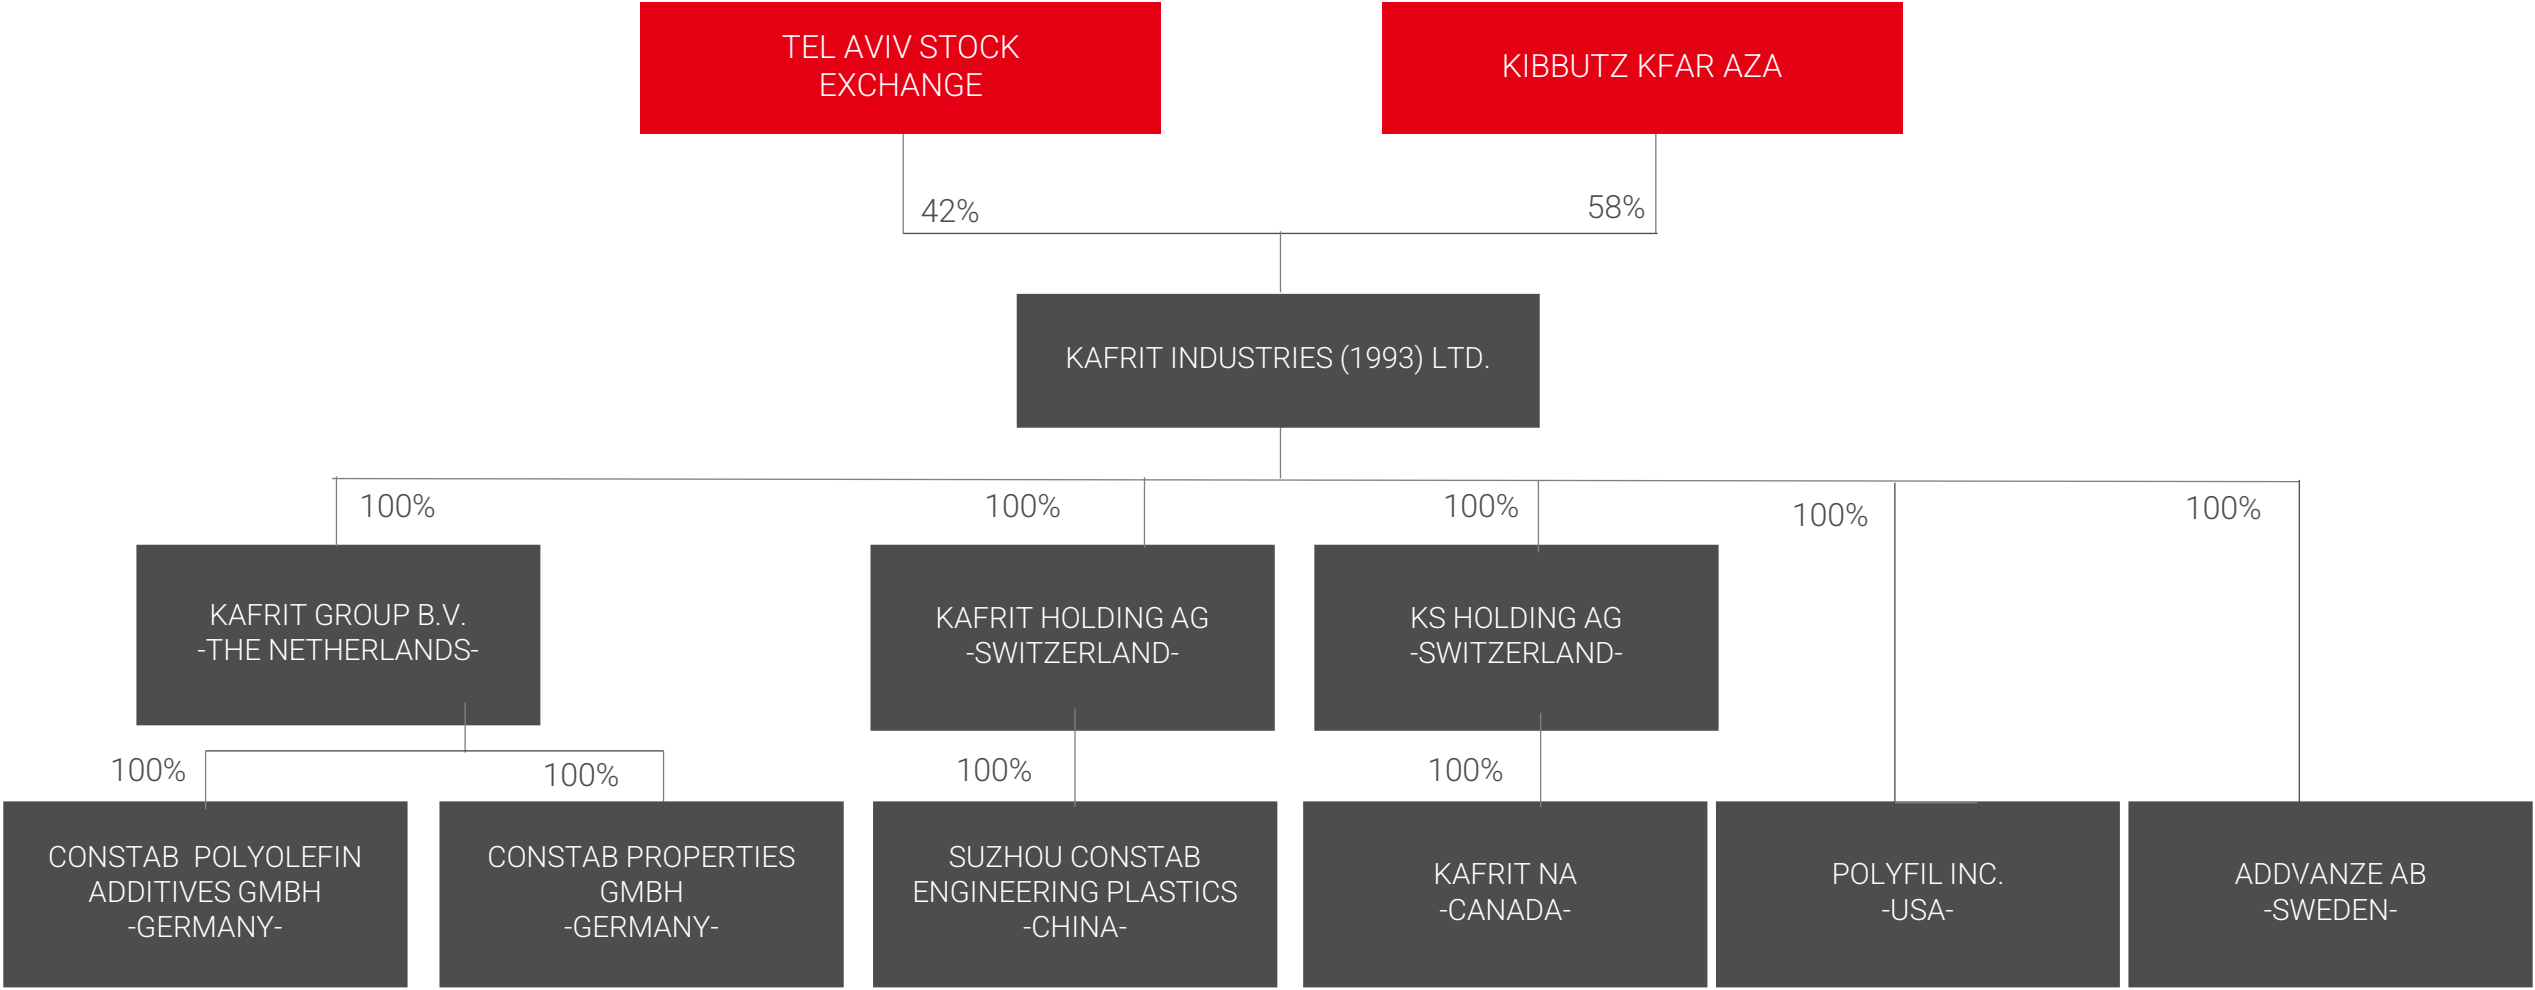 TEL AVIV STOCK
EXCHANGE
KIBBUTZ KFAR AZA
42%
58%
KAFRIT INDUSTRIES (1993) LTD.
100%
100%
100%
100%
100%
KAFRIT GROUP B.V.
-THE NETHERLANDS-
KAFRIT HOLDING AG
-SWITZERLAND-
KS HOLDING AG
-SWITZERLAND-
100%
100%
100%
100%
CONSTAB POLYOLEFIN
ADDITIVES GMBH
-GERMANY-
CONSTAB PROPERTIES
GMBH
-GERMANY-
SUZHOU CONSTAB
ENGINEERING PLASTICS
-CHINA-
KAFRIT NA
-CANADA-
POLYFIL INC.
-USA-
ADDVANZE AB
-SWEDEN-